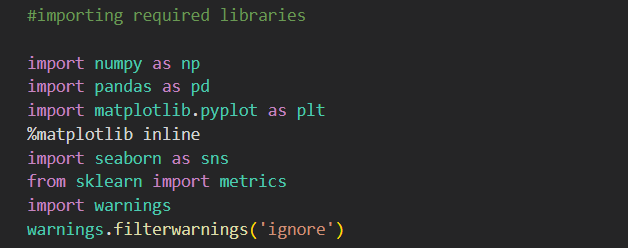 #importing required libraries
import numpy as np
import pandas as pd
import matplotlib.pyplot as plt
%matplotlib inline
import seaborn as sns
from sklearn import metrics
import warnings
warnings.filterwarnings('ignore')